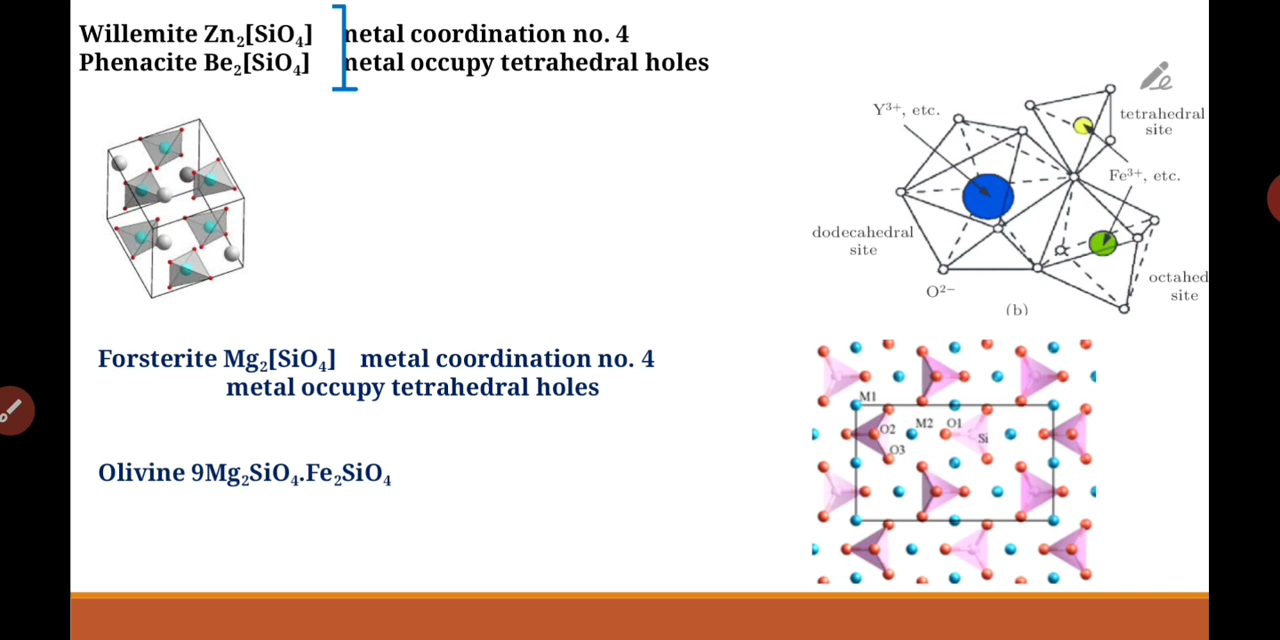 Willemite Zn₂[SiO₄] metal coordination no. 4
Phenacite Be₂[SiO₄] metal occupy tetrahedral holes
Y³⁺, etc.
tetrahedral
site
Fe³⁺, etc.
dodecahedral
site
octahed
site
O²⁻
(b)
Forsterite Mg₂[SiO₄] metal coordination no. 4
metal occupy tetrahedral holes
M1
O2 M2 O1
Si
O3
Olivine 9Mg₂SiO₄.Fe₂SiO₄